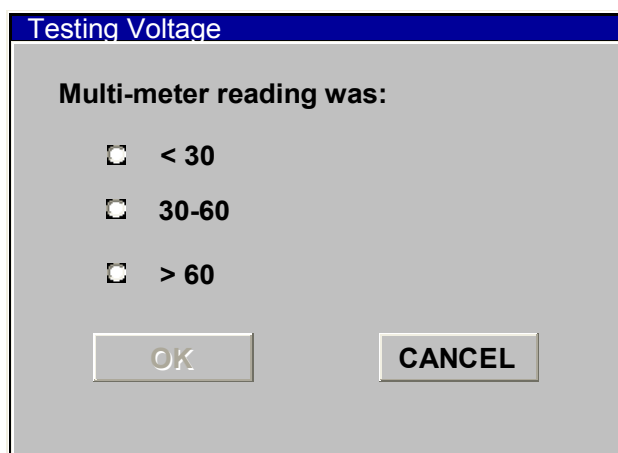 Testing Voltage
Multi-meter reading was:
< 30
30-60
> 60
OK
CANCEL